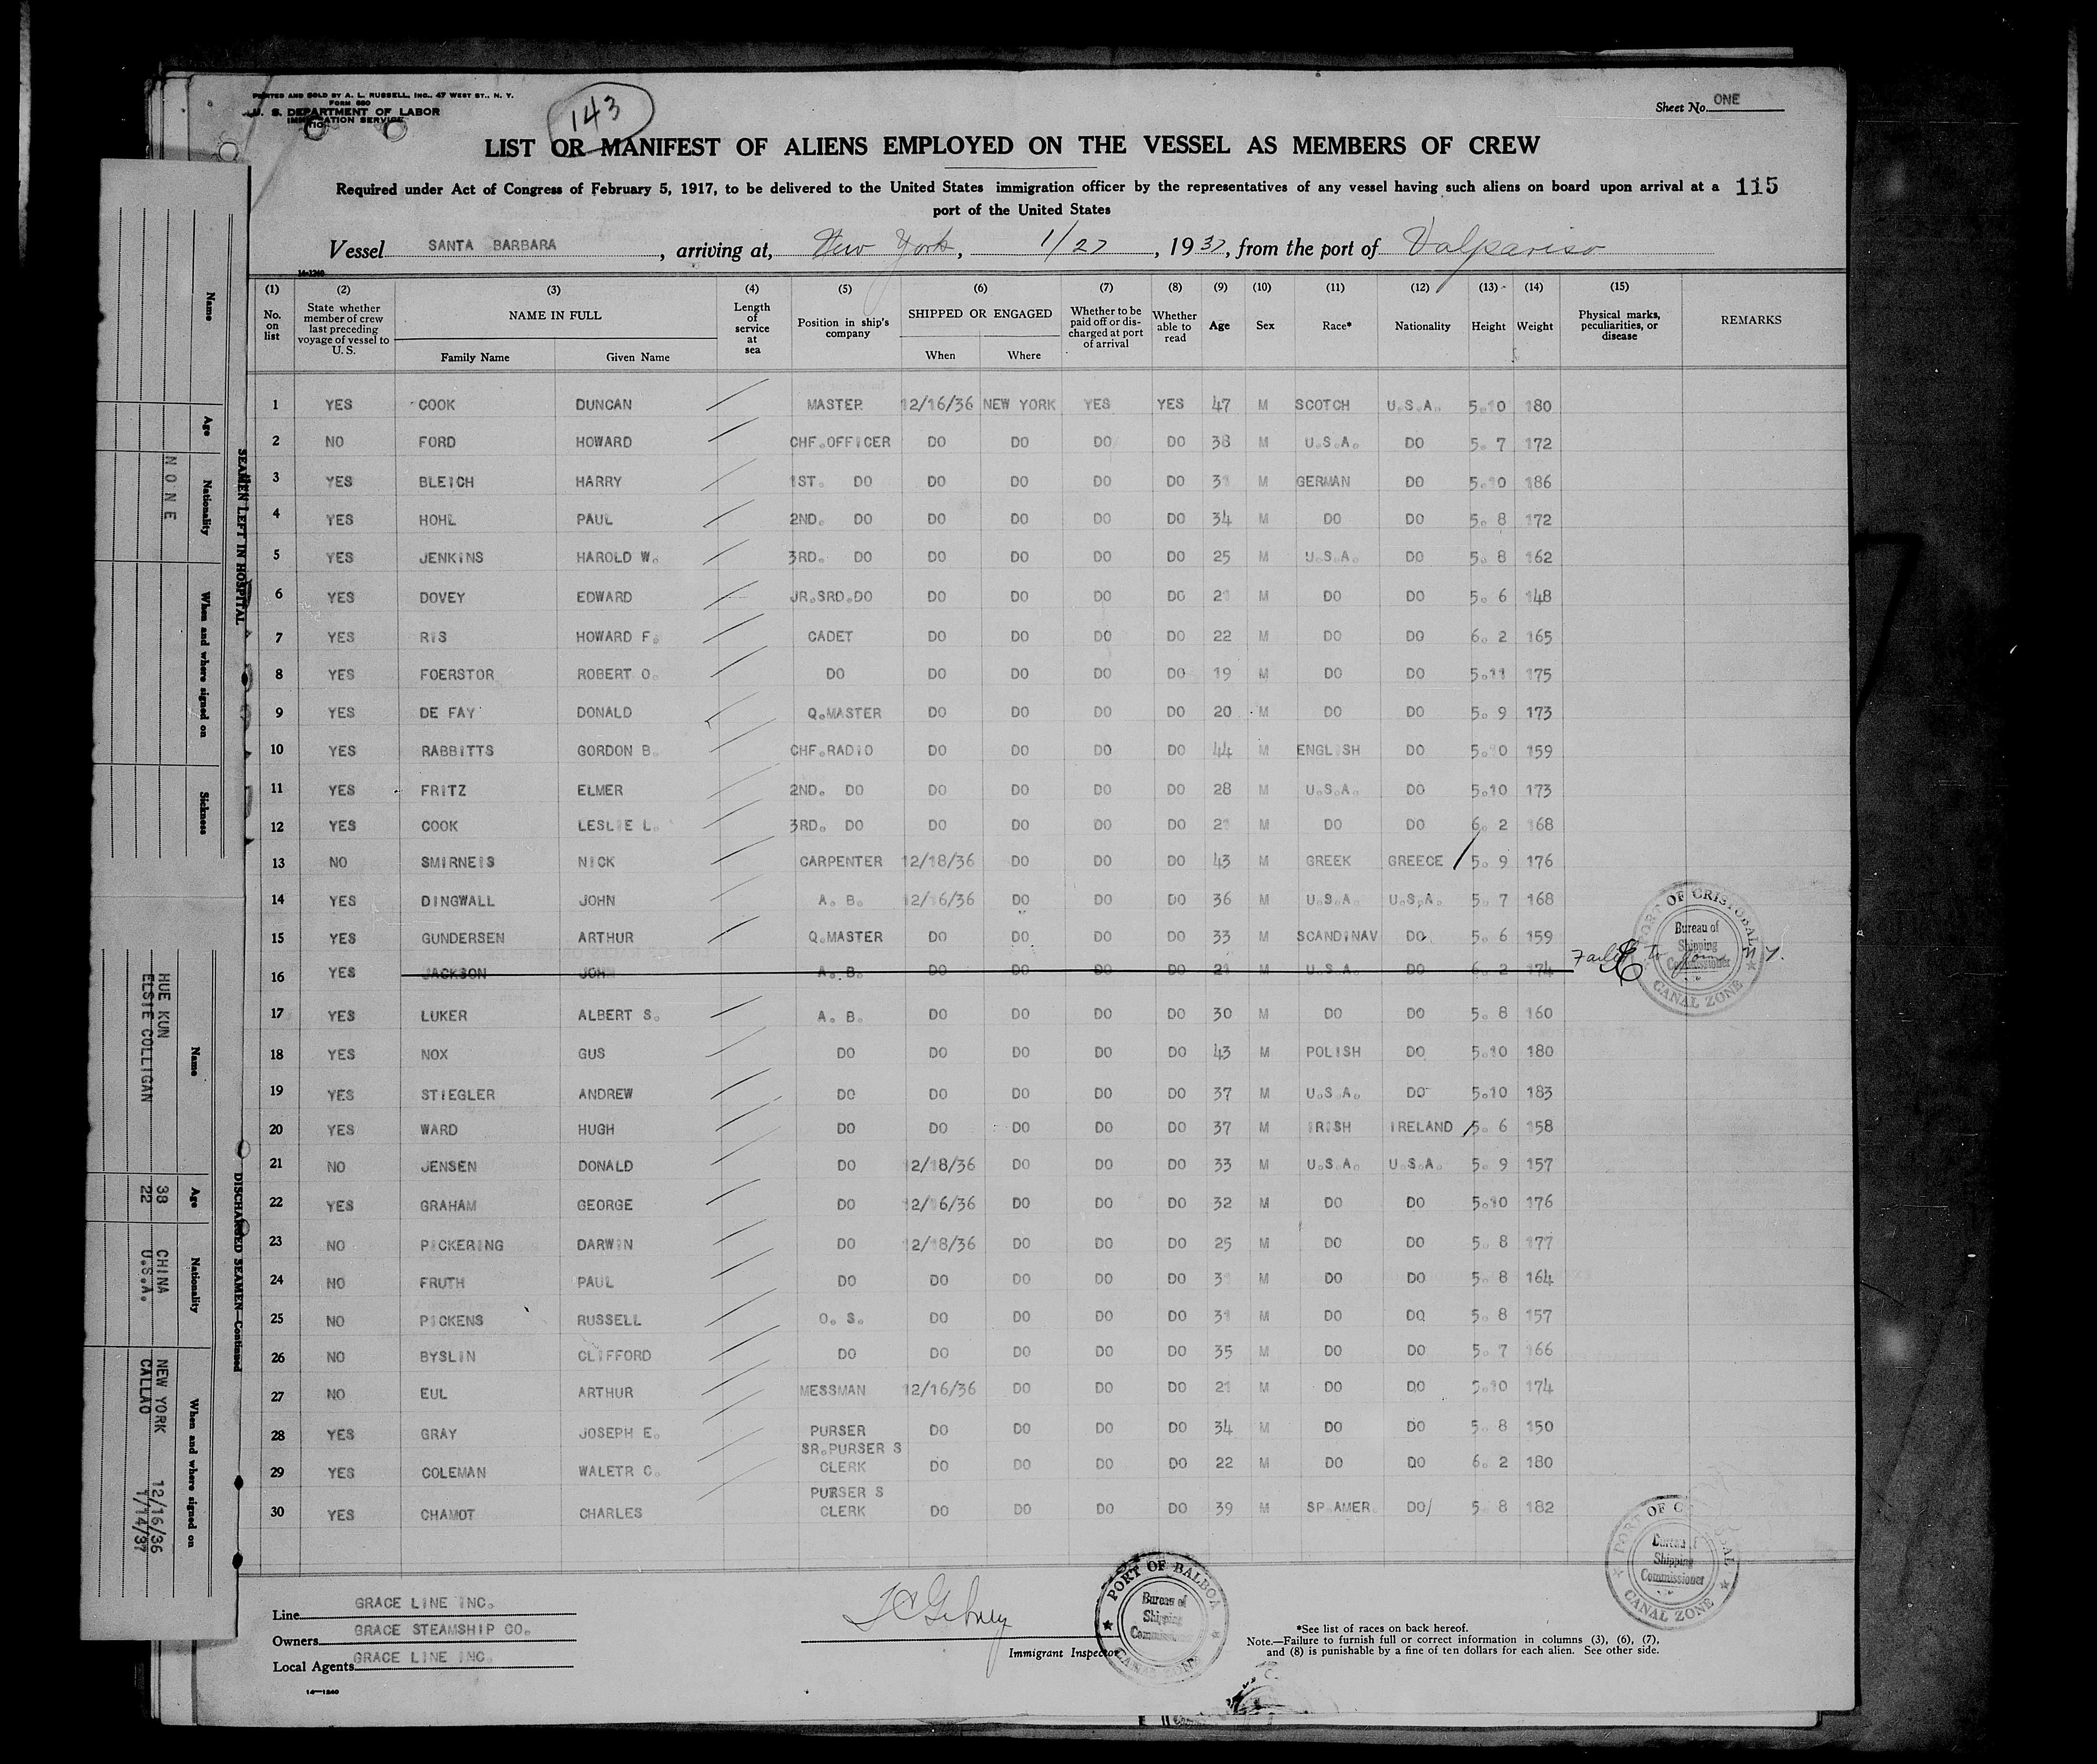 PRINTED AND SOLD BY A. L. RUSSELL, INC., 47 WEST ST., N. Y.
FORM 680
U. S. DEPARTMENT OF LABOR
IMMIGRATION SERVICE
143
Sheet No. ONE
LIST OR MANIFEST OF ALIENS EMPLOYED ON THE VESSEL AS MEMBERS OF CREW
Required under Act of Congress of February 5, 1917, to be delivered to the United States immigration officer by the representatives of any vessel having such aliens on board upon arrival at a 115
port of the United States
Vessel SANTA BARBARA, arriving at, New York, 1/27, 1937, from the port of Valpariso
14-1240
(1) No. on list (2) State whether member of crew last preceding voyage of vessel to U. S. (3) NAME IN FULL Family Name Given Name (4) Length of service at sea (5) Position in ship's company (6) SHIPPED OR ENGAGED When Where (7) Whether to be paid off or discharged at port of arrival (8) Whether able to read (9) Age (10) Sex (11) Race* (12) Nationality (13) Height (14) Weight (15) Physical marks, peculiarities, or disease REMARKS
1 YES COOK DUNCAN MASTER 12/16/36 NEW YORK YES YES 47 M SCOTCH U.S.A. 5.10 180
2 NO FORD HOWARD CHF.OFFICER DO DO DO DO 38 M U.S.A. DO 5. 7 172
3 YES BLEICH HARRY 1ST. DO DO DO DO DO 31 M GERMAN DO 5.10 186
4 YES HOHL PAUL 2ND. DO DO DO DO DO 34 M DO DO 5. 8 172
5 YES JENKINS HAROLD W. 3RD. DO DO DO DO DO 25 M U.S.A. DO 5. 8 162
6 YES DOVEY EDWARD JR.SRD.DO DO DO DO DO 21 M DO DO 5. 6 148
7 YES RIS HOWARD F. CADET DO DO DO DO 22 M DO DO 6. 2 165
8 YES FOERSTOR ROBERT O. DO DO DO DO DO 19 M DO DO 5.11 175
9 YES DE FAY DONALD Q.MASTER DO DO DO DO 20 M DO DO 5. 9 173
10 YES RABBITTS GORDON B. CHF.RADIO DO DO DO DO 44 M ENGLISH DO 5.10 159
11 YES FRITZ ELMER 2ND. DO DO DO DO DO 28 M U.S.A. DO 5.10 173
12 YES COOK LESLIE L. 3RD. DO DO DO DO DO 21 M DO DO 6. 2 168
13 NO SMIRNEIS NICK CARPENTER 12/18/36 DO DO DO 43 M GREEK GREECE 5. 9 176
14 YES DINGWALL JOHN A. B. 12/16/36 DO DO DO 36 M U.S.A. U.S.A. 5. 7 168
15 YES GUNDERSEN ARTHUR Q.MASTER DO DO DO DO 33 M SCANDINAV DO 5. 6 159
16 YES JACKSON JOHN A. B. DO DO DO DO 21 M U.S.A. DO 6. 2 174 Failed to join N Y.
17 YES LUKER ALBERT S. A. B. DO DO DO DO 30 M DO DO 5. 8 160
18 YES NOX GUS DO DO DO DO DO 43 M POLISH DO 5.10 180
19 YES STIEGLER ANDREW DO DO DO DO DO 37 M U.S.A. DO 5.10 183
20 YES WARD HUGH DO DO DO DO DO 37 M IRISH IRELAND 5. 6 158
21 NO JENSEN DONALD DO 12/18/36 DO DO DO 33 M U.S.A. U.S.A. 5. 9 157
22 YES GRAHAM GEORGE DO 12/16/36 DO DO DO 32 M DO DO 5.10 176
23 NO PICKERING DARWIN DO 12/18/36 DO DO DO 25 M DO DO 5. 8 177
24 NO FRUTH PAUL DO DO DO DO DO 31 M DO DO 5. 8 164
25 NO PICKENS RUSSELL O. S. DO DO DO DO 31 M DO DO 5. 8 157
26 NO BYSLIN CLIFFORD DO DO DO DO DO 35 M DO DO 5. 7 166
27 NO EUL ARTHUR MESSMAN 12/16/36 DO DO DO 21 M DO DO 5.10 174
28 YES GRAY JOSEPH E. PURSER DO DO DO DO 34 M DO DO 5. 8 150
29 YES COLEMAN WALETR C. SR.PURSER S CLERK DO DO DO DO 22 M DO DO 6. 2 180
30 YES CHAMOT CHARLES PURSER S CLERK DO DO DO DO 39 M SP.AMER. DO 5 8 182
PORT OF CRISTOBAL
Bureau of
Shipping
Commissioner
CANAL ZONE
Line GRACE LINE INC.
Owners GRACE STEAMSHIP CO.
Local Agents GRACE LINE INC.
14—1240
Immigrant Inspector
PORT OF BALBOA
Bureau of
Shipping
Commissioner
CANAL ZONE
Bureau of
Shipping
Commissioner
CANAL ZONE
*See list of races on back hereof.
Note.—Failure to furnish full or correct information in columns (3), (6), (7),
and (8) is punishable by a fine of ten dollars for each alien. See other side.
SEAMEN LEFT IN HOSPITAL
Name Age Nationality When and where signed on Sickness
NONE
DISCHARGED SEAMEN—Continued
Name Age Nationality When and where signed on
HUE KUN 38 CHINA NEW YORK 12/16/36
ELSIE COLLIGAN 22 U.S.A. CALLAO 1/14/37